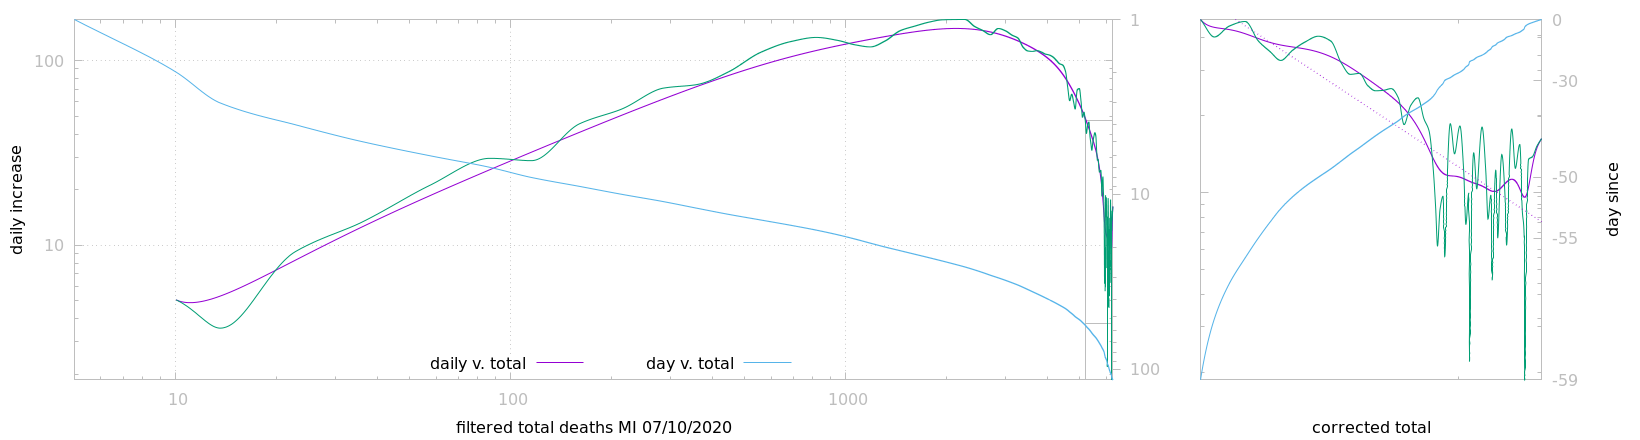 daily increase
100
10
daily v. total
day v. total
10
100
1000
filtered total deaths MI 07/10/2020
1
10
100
0
-30
-50
-55
-59
day since
corrected total